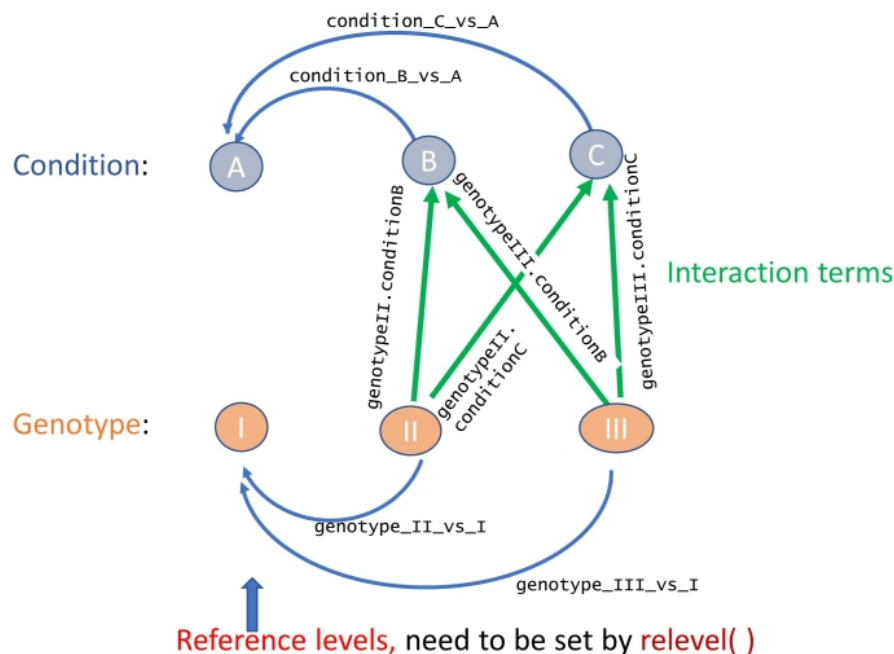 condition_C_vs_A
condition_B_vs_A
Condition:
A
B
C
genotypeII.conditionB
genotypeII.
conditionC
genotypeIII.conditionB
genotypeIII.conditionC
Interaction terms
Genotype:
I
II
III
genotype_II_vs_I
genotype_III_vs_I
Reference levels, need to be set by relevel( )